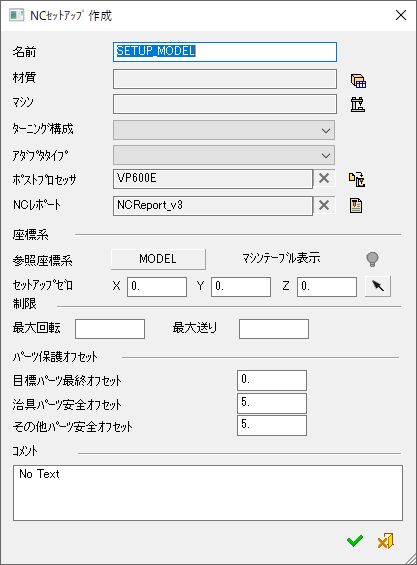 NCｾｯﾄｱｯﾌﾟ 作成
名前 SETUP_MODEL
材質
マシン
ターニング構成
アダプタタイプ
ポストプロセッサ VP600E
NCレポート NCReport_v3
座標系
参照座標系 MODEL マシンテーブル表示
セットアップゼロ X 0. Y 0. Z 0.
制限
最大回転 最大送り
パーツ保護オフセット
目標パーツ最終オフセット 0.
治具パーツ安全オフセット 5.
その他パーツ安全オフセット 5.
コメント
No Text